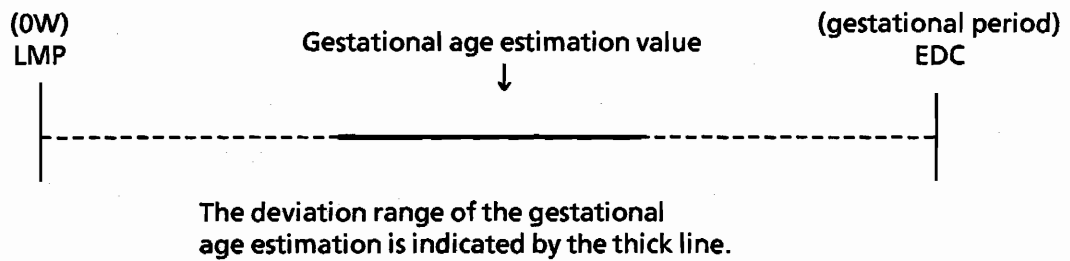 (0W)
LMP
Gestational age estimation value
(gestational period)
EDC
The deviation range of the gestational
age estimation is indicated by the thick line.